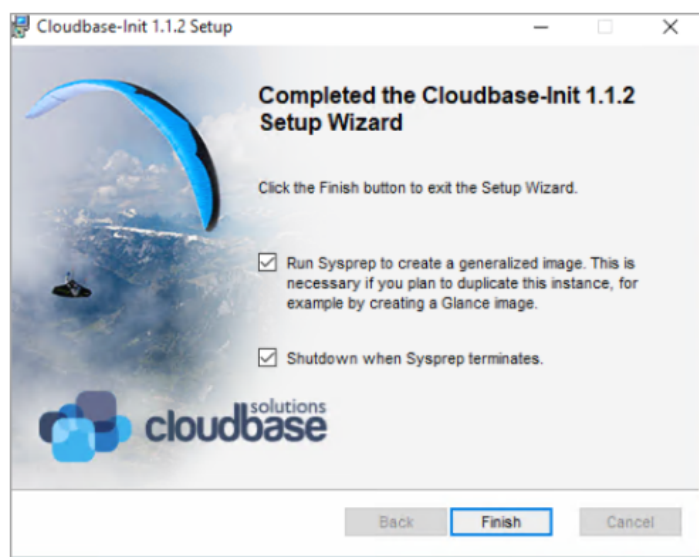 Cloudbase-Init 1.1.2 Setup
Completed the Cloudbase-Init 1.1.2
Setup Wizard
Click the Finish button to exit the Setup Wizard.
Run Sysprep to create a generalized image. This is
necessary if you plan to duplicate this instance, for
example by creating a Glance image.
Shutdown when Sysprep terminates.
solutions
cloudbase
Back
Finish
Cancel